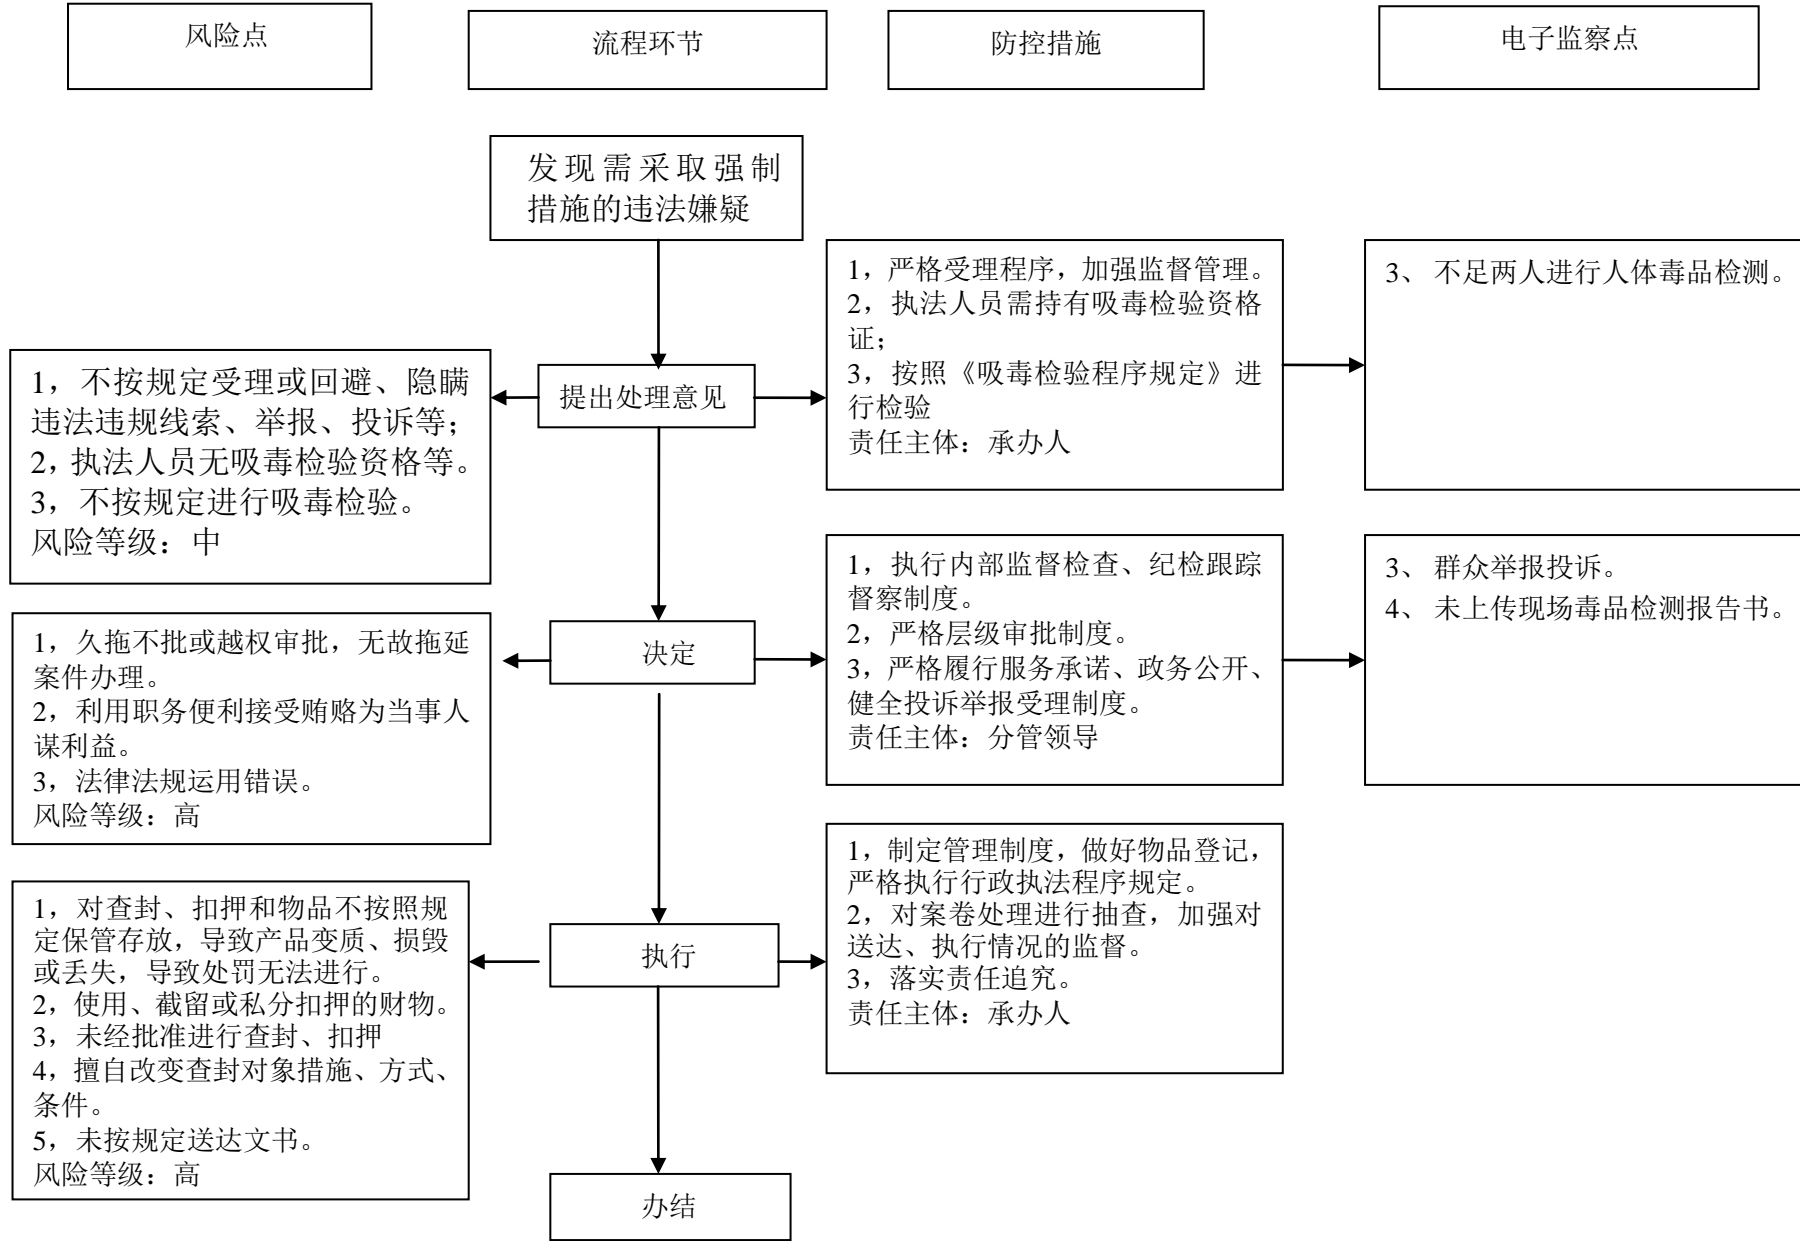 风险点
流程环节
防控措施
电子监察点
发现需采取强制
措施的违法嫌疑
1，不按规定受理或回避、隐瞒
违法违规线索、举报、投诉等；
2，执法人员无吸毒检验资格等。
3，不按规定进行吸毒检验。
风险等级：中
提出处理意见
1，严格受理程序，加强监督管理。
2，执法人员需持有吸毒检验资格
证；
3，按照《吸毒检验程序规定》进
行检验
责任主体：承办人
3、 不足两人进行人体毒品检测。
1，久拖不批或越权审批，无故拖延
案件办理。
2，利用职务便利接受贿赂为当事人
谋利益。
3，法律法规运用错误。
风险等级：高
决定
1，执行内部监督检查、纪检跟踪
督察制度。
2，严格层级审批制度。
3，严格履行服务承诺、政务公开、
健全投诉举报受理制度。
责任主体：分管领导
3、 群众举报投诉。
4、 未上传现场毒品检测报告书。
1，对查封、扣押和物品不按照规
定保管存放，导致产品变质、损毁
或丢失，导致处罚无法进行。
2，使用、截留或私分扣押的财物。
3，未经批准进行查封、扣押
4，擅自改变查封对象措施、方式、
条件。
5，未按规定送达文书。
风险等级：高
执行
1，制定管理制度，做好物品登记，
严格执行行政执法程序规定。
2，对案卷处理进行抽查，加强对
送达、执行情况的监督。
3，落实责任追究。
责任主体：承办人
办结